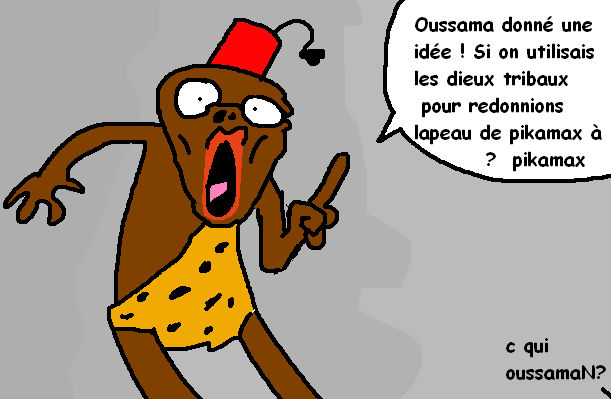 Oussama donné une
idée ! Si on utilisais
les dieux tribaux
pour redonnions
lapeau de pikamax à
? pikamax
c qui
oussamaN?